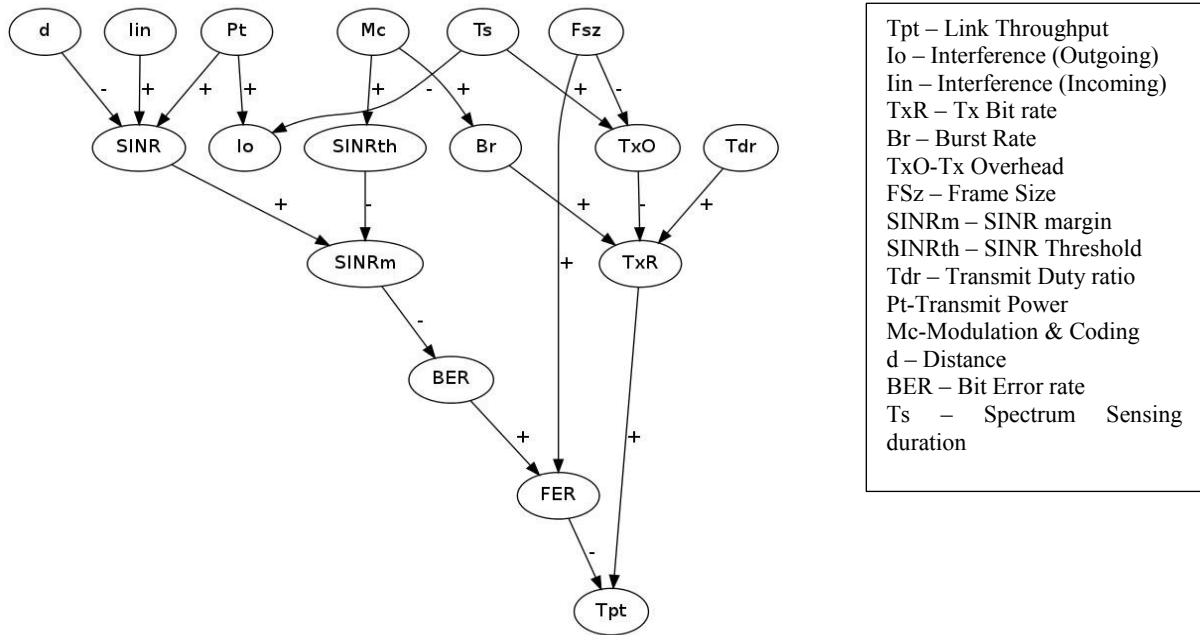 d Iin Pt Mc Ts Fsz
- + + + + + - + -
SINR Io SINRth Br TxO Tdr
+ - + - +
SINRm + TxR
-
BER
+ +
FER
-
Tpt
Tpt – Link Throughput
Io – Interference (Outgoing)
Iin – Interference (Incoming)
TxR – Tx Bit rate
Br – Burst Rate
TxO-Tx Overhead
FSz – Frame Size
SINRm – SINR margin
SINRth – SINR Threshold
Tdr – Transmit Duty ratio
Pt-Transmit Power
Mc-Modulation & Coding
d – Distance
BER – Bit Error rate
Ts – Spectrum Sensing
duration